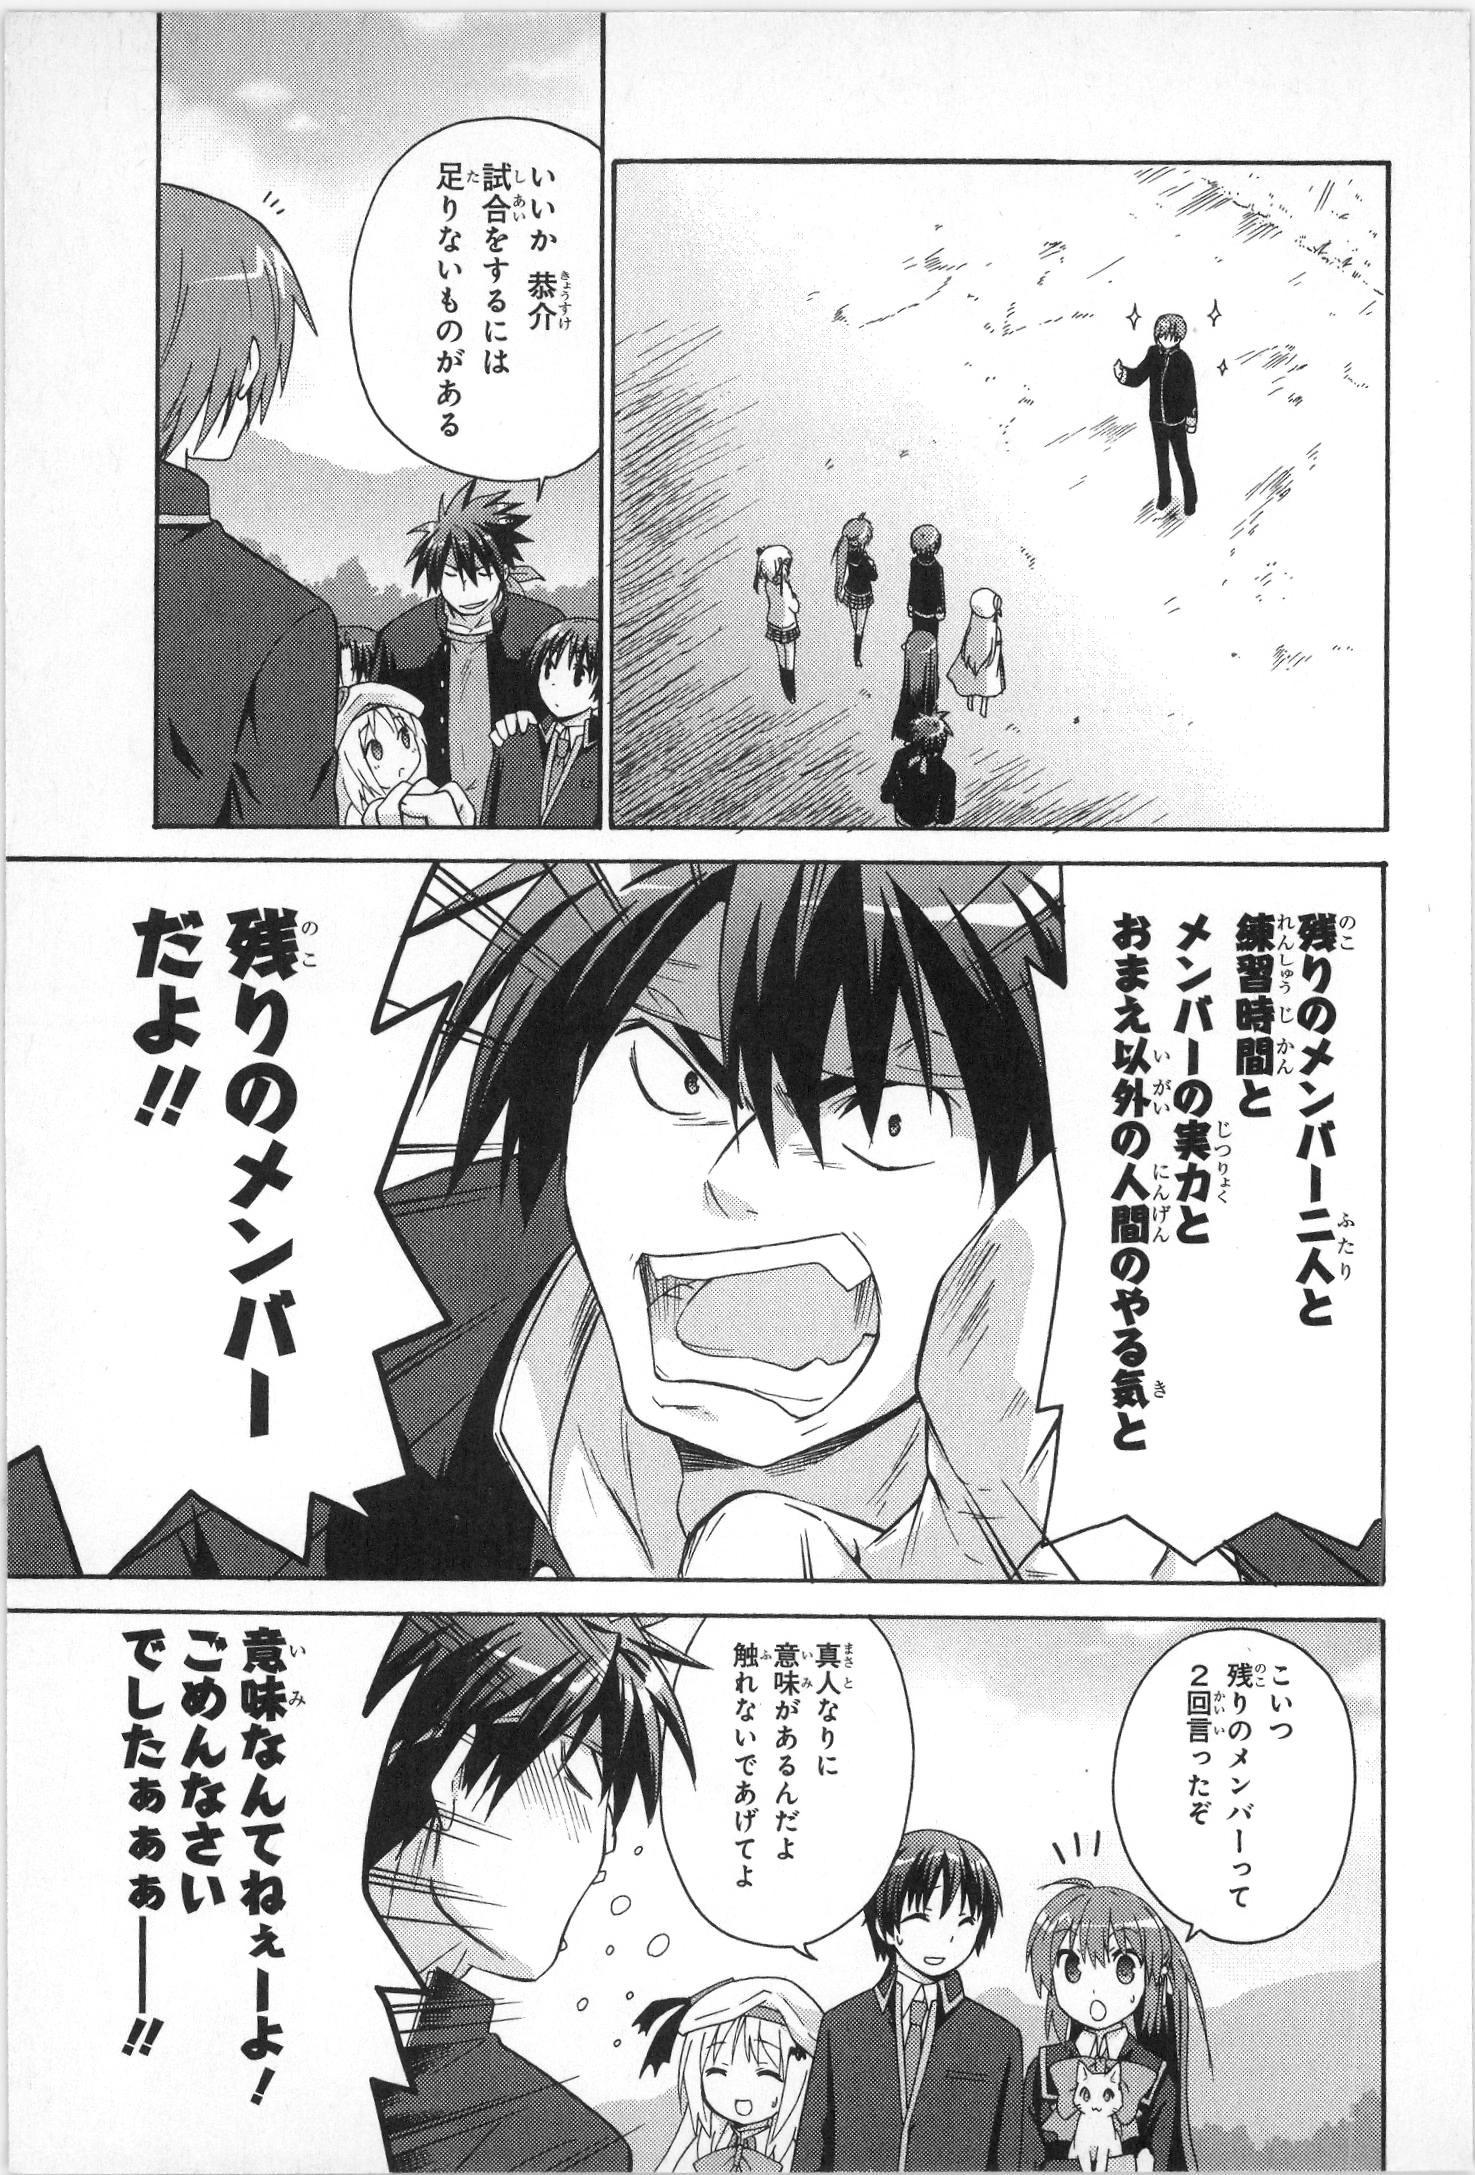 いいか 恭介
試合をするには
足りないものがある
残りのメンバー二人と
練習時間と
メンバーの実力と
おまえ以外の人間のやる気と
残りのメンバー
だよ!!
こいつ
残りのメンバーって
2回言ったぞ
真人なりに
意味があるんだよ
触れないであげてよ
意味なんてねぇーよ!
ごめんなさい
でしたぁぁぁ──!!